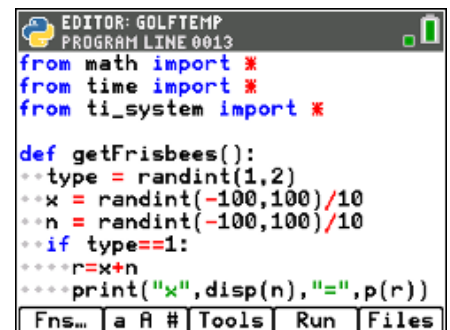 EDITOR: GOLFTEMP
PROGRAM LINE 0013
from math import *
from time import *
from ti_system import *
def getFrisbees():
··type = randint(1,2)
··x = randint(-100,100)/10
··n = randint(-100,100)/10
··if type==1:
····r=x+n
····print("x",disp(n),"=",p(r))
Fns… a A # Tools Run Files